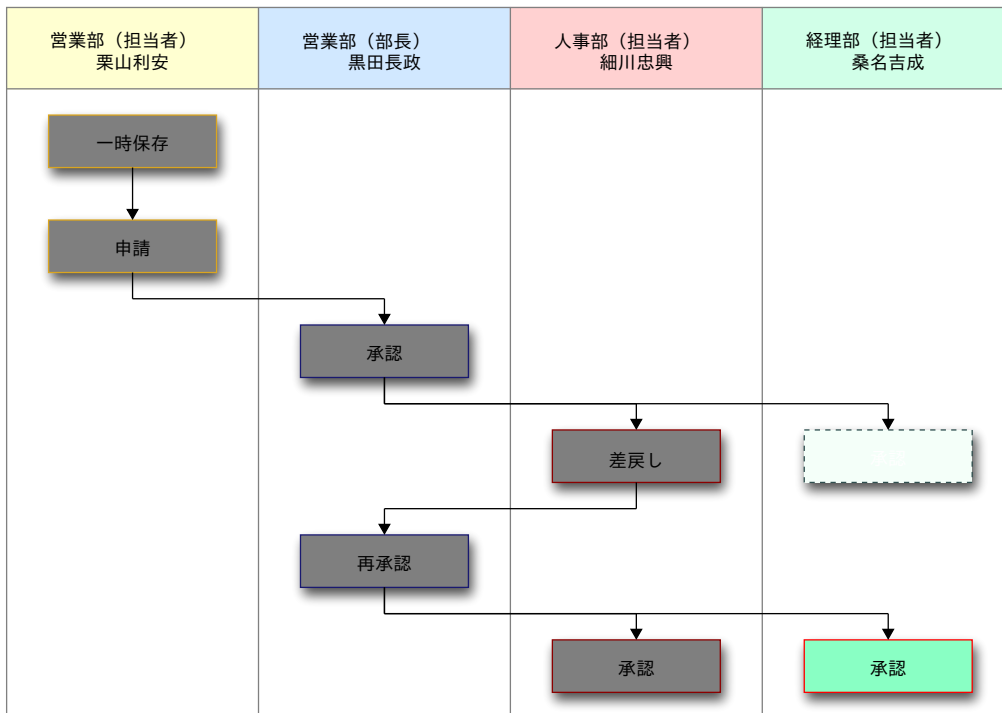 営業部（担当者）
栗山利安
営業部（部長）
黒田長政
人事部（担当者）
細川忠興
経理部（担当者）
桑名吉成
一時保存
申請
承認
差戻し
再承認
承認
承認